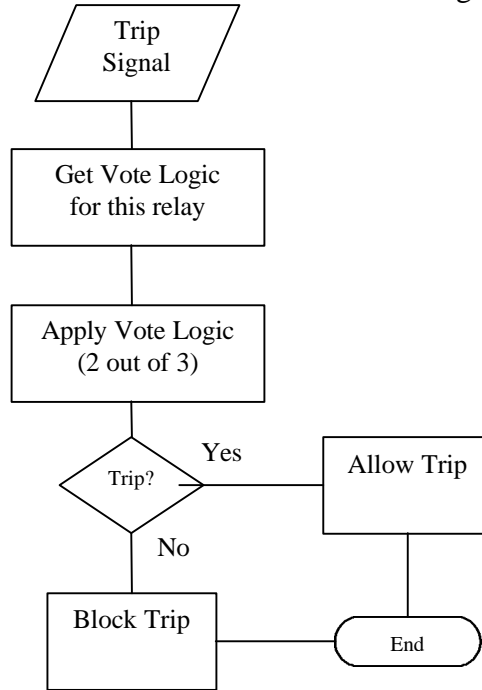 Trip
Signal
Get Vote Logic
for this relay
Apply Vote Logic
(2 out of 3)
Trip?
Yes
Allow Trip
No
Block Trip
End